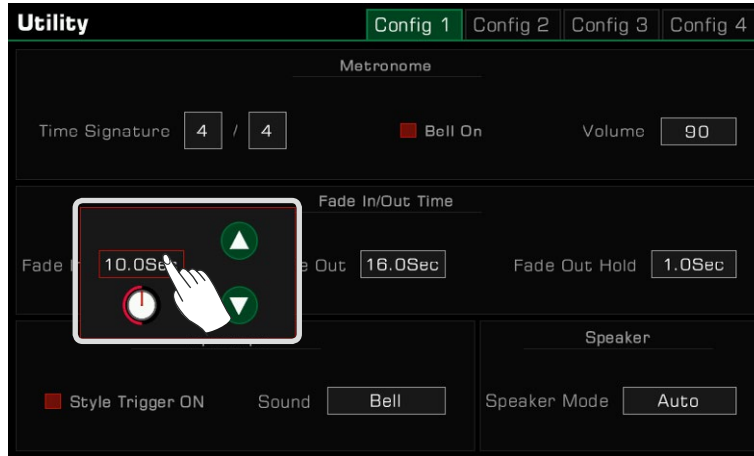 Utility Config 1 Config 2 Config 3 Config 4
Metronome
Time Signature 4 / 4 Bell On Volume 90
Fade In/Out Time
Fade 10.0Sec Out 16.0Sec Fade Out Hold 1.0Sec
Speaker
Style Trigger ON Sound Bell Speaker Mode Auto